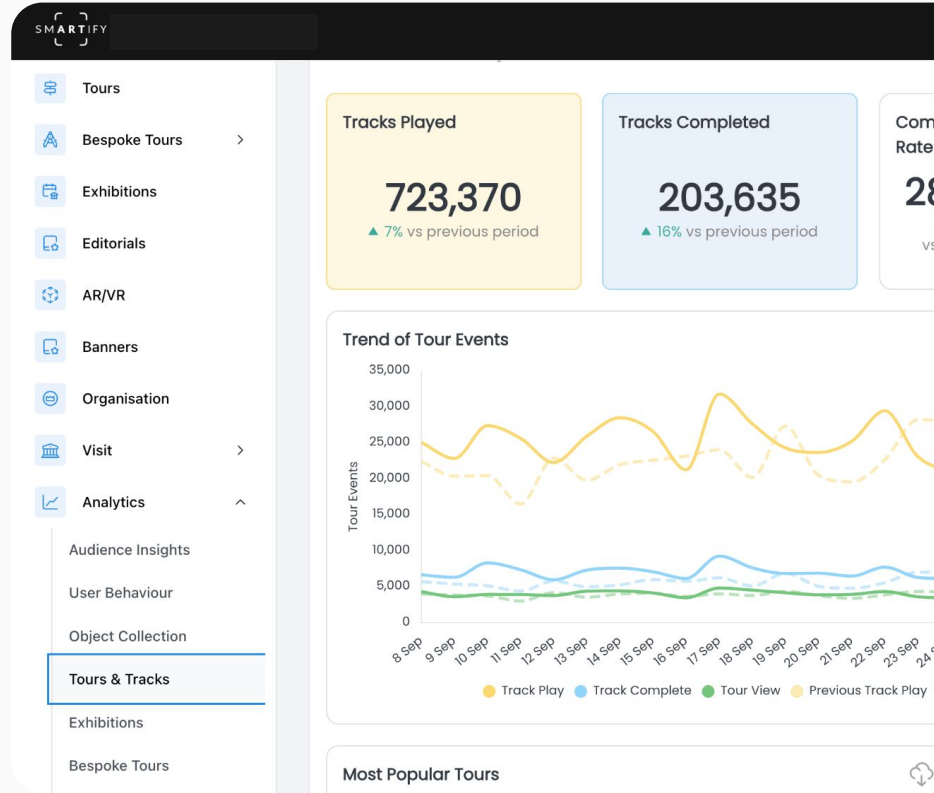 SMARTIFY
Tours
Bespoke Tours
Exhibitions
Editorials
AR/VR
Banners
Organisation
Visit
Analytics
Audience Insights
User Behaviour
Object Collection
Tours & Tracks
Exhibitions
Bespoke Tours
Tracks Played
723,370
7% vs previous period
Tracks Completed
203,635
16% vs previous period
Rate
Trend of Tour Events
Tour Events
35,000
30,000
25,000
20,000
15,000
10,000
5,000
0
8 Sep 9 Sep 10 Sep 11 Sep 12 Sep 13 Sep 14 Sep 15 Sep 16 Sep 17 Sep 18 Sep 19 Sep 20 Sep 21 Sep 22 Sep 23 Sep
Track Play Track Complete Tour View Previous Track Play
Most Popular Tours